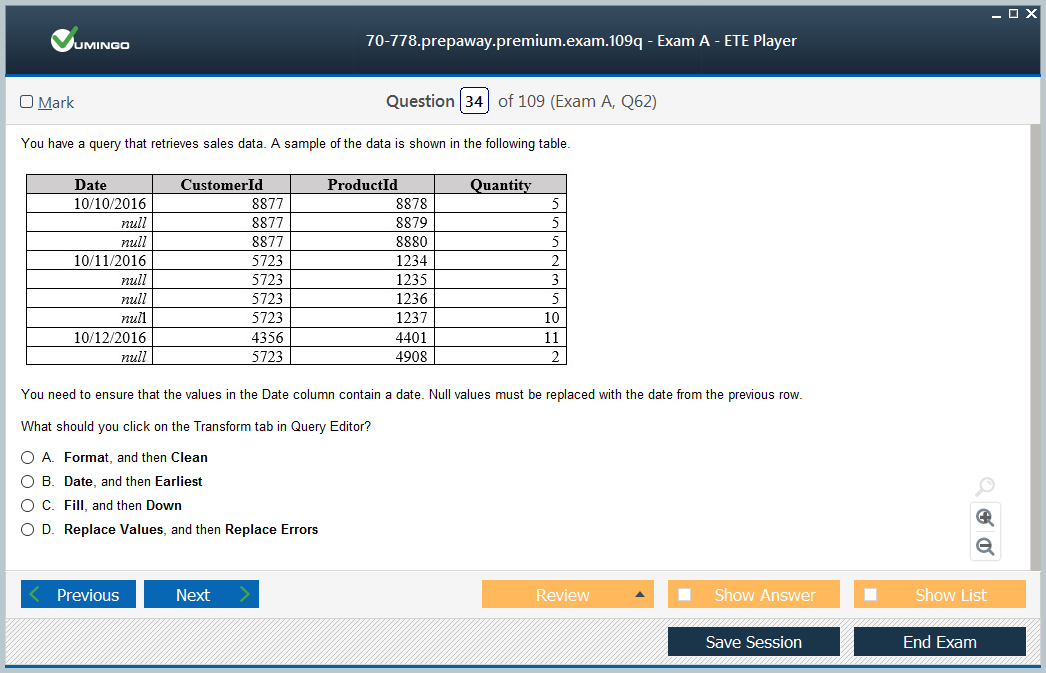 VUMINGO
70-778.prepaway.premium.exam.109q - Exam A - ETE Player
Mark
Question 34 of 109 (Exam A, Q62)
You have a query that retrieves sales data. A sample of the data is shown in the following table.
Date CustomerId ProductId Quantity
10/10/2016 8877 8878 5
null 8877 8879 5
null 8877 8880 5
10/11/2016 5723 1234 2
null 5723 1235 3
null 5723 1236 5
null 5723 1237 10
10/12/2016 4356 4401 11
null 5723 4908 2
You need to ensure that the values in the Date column contain a date. Null values must be replaced with the date from the previous row.
What should you click on the Transform tab in Query Editor?
A. Format, and then Clean
B. Date, and then Earliest
C. Fill, and then Down
D. Replace Values, and then Replace Errors
Previous Next Review Show Answer Show List
Save Session End Exam